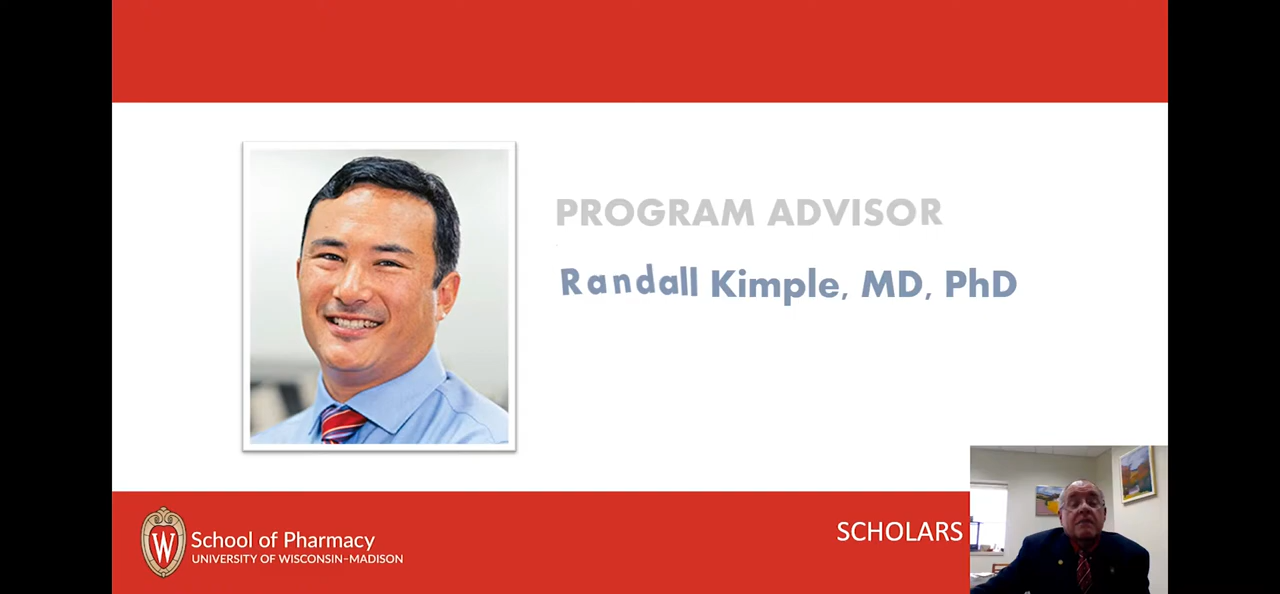 PROGRAM ADVISOR
Randall Kimple, MD, PhD
SCHOLARS
W
School of Pharmacy
UNIVERSITY OF WISCONSIN–MADISON